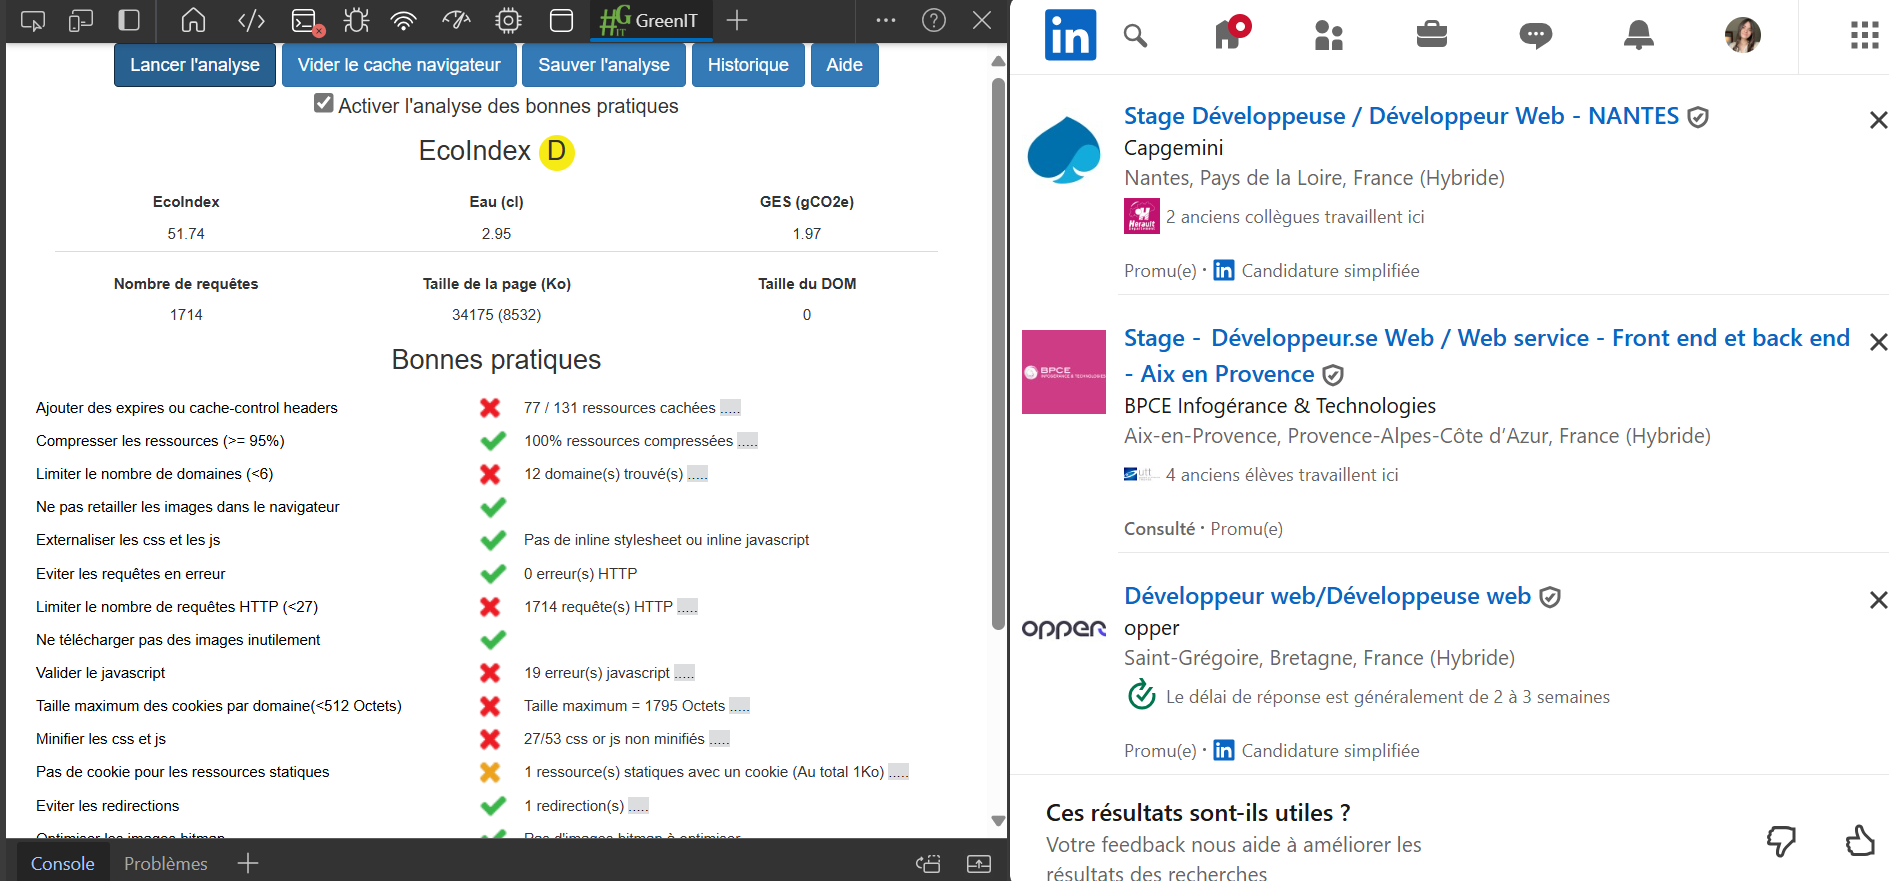 GreenIT
Lancer l'analyse
Vider le cache navigateur
Sauver l'analyse
Historique
Aide
Activer l'analyse des bonnes pratiques
EcoIndex D
EcoIndex
Eau (cl)
GES (gCO2e)
51.74
2.95
1.97
Nombre de requêtes
Taille de la page (Ko)
Taille du DOM
1714
34175 (8532)
0
Bonnes pratiques
Ajouter des expires ou cache-control headers
77 / 131 ressources cachées .....
Compresser les ressources (>= 95%)
100% ressources compressées .....
Limiter le nombre de domaines (<6)
12 domaine(s) trouvé(s) .....
Ne pas retailler les images dans le navigateur
Externaliser les css et les js
Pas de inline stylesheet ou inline javascript
Eviter les requêtes en erreur
0 erreur(s) HTTP
Limiter le nombre de requêtes HTTP (<27)
1714 requête(s) HTTP .....
Ne télécharger pas des images inutilement
Valider le javascript
19 erreur(s) javascript .....
Taille maximum des cookies par domaine(<512 Octets)
Taille maximum = 1795 Octets .....
Minifier les css et js
27/53 css or js non minifiés .....
Pas de cookie pour les ressources statiques
1 ressource(s) statiques avec un cookie (Au total 1Ko) .....
Eviter les redirections
1 redirection(s) .....
Optimiser les images bitmap
Pas d'images bitmap à optimiser
Console
Problèmes
in
Stage Développeuse / Développeur Web - NANTES
Capgemini
Nantes, Pays de la Loire, France (Hybride)
Hérault
2 anciens collègues travaillent ici
Promu(e) · in Candidature simplifiée
BPCE
INFOGÉRANCE & TECHNOLOGIES
Stage - Développeur.se Web / Web service - Front end et back end
- Aix en Provence
BPCE Infogérance & Technologies
Aix-en-Provence, Provence-Alpes-Côte d’Azur, France (Hybride)
utt
4 anciens élèves travaillent ici
Consulté · Promu(e)
opper
Développeur web/Développeuse web
opper
Saint-Grégoire, Bretagne, France (Hybride)
Le délai de réponse est généralement de 2 à 3 semaines
Promu(e) · in Candidature simplifiée
Ces résultats sont-ils utiles ?
Votre feedback nous aide à améliorer les
résultats des recherches